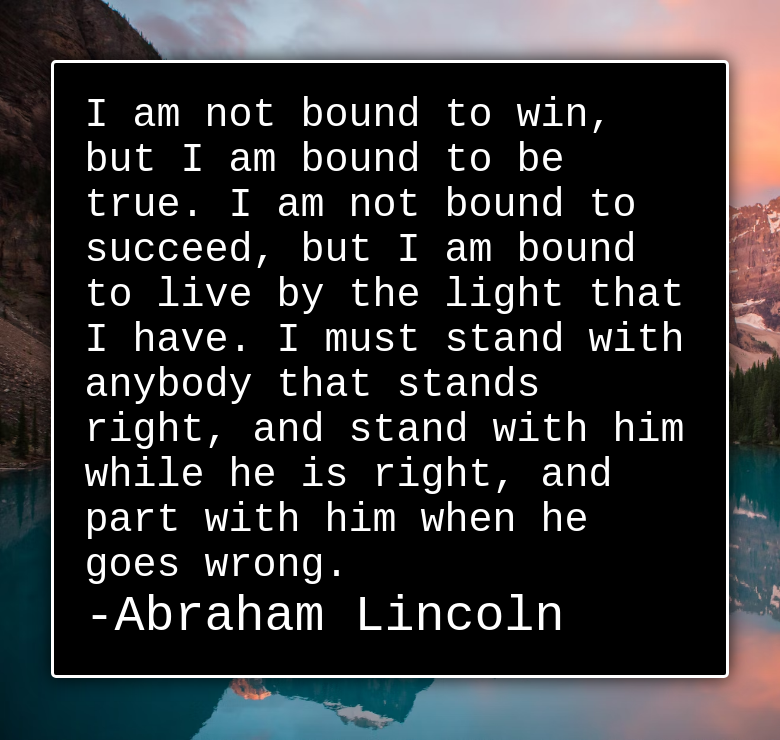 I am not bound to win,
but I am bound to be
true. I am not bound to
succeed, but I am bound
to live by the light that
I have. I must stand with
anybody that stands
right, and stand with him
while he is right, and
part with him when he
goes wrong.
-Abraham Lincoln